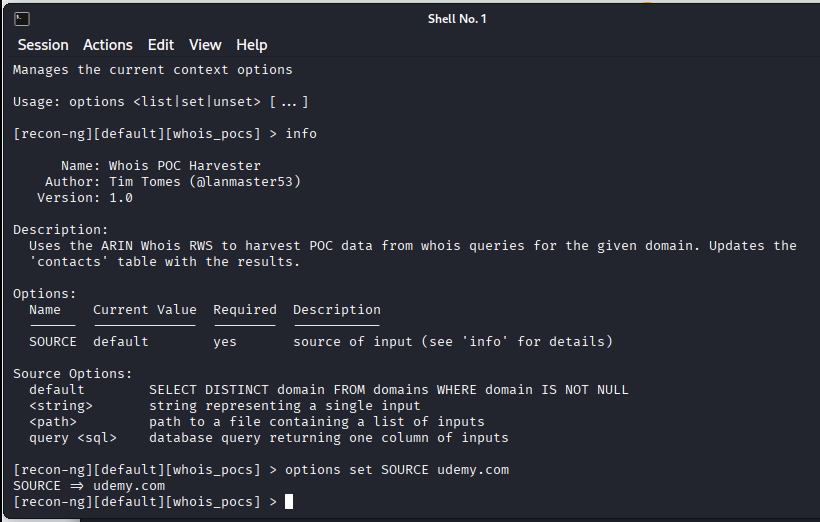 Shell No. 1
Session Actions Edit View Help
Manages the current context options
Usage: options <list|set|unset> [ ... ]
[recon-ng][default][whois_pocs] > info
Name: Whois POC Harvester
Author: Tim Tomes (@lanmaster53)
Version: 1.0
Description:
Uses the ARIN Whois RWS to harvest POC data from whois queries for the given domain. Updates the
'contacts' table with the results.
Options:
Name Current Value Required Description
SOURCE default yes source of input (see 'info' for details)
Source Options:
default SELECT DISTINCT domain FROM domains WHERE domain IS NOT NULL
<string> string representing a single input
<path> path to a file containing a list of inputs
query <sql> database query returning one column of inputs
[recon-ng][default][whois_pocs] > options set SOURCE udemy.com
SOURCE ⇒ udemy.com
[recon-ng][default][whois_pocs] >